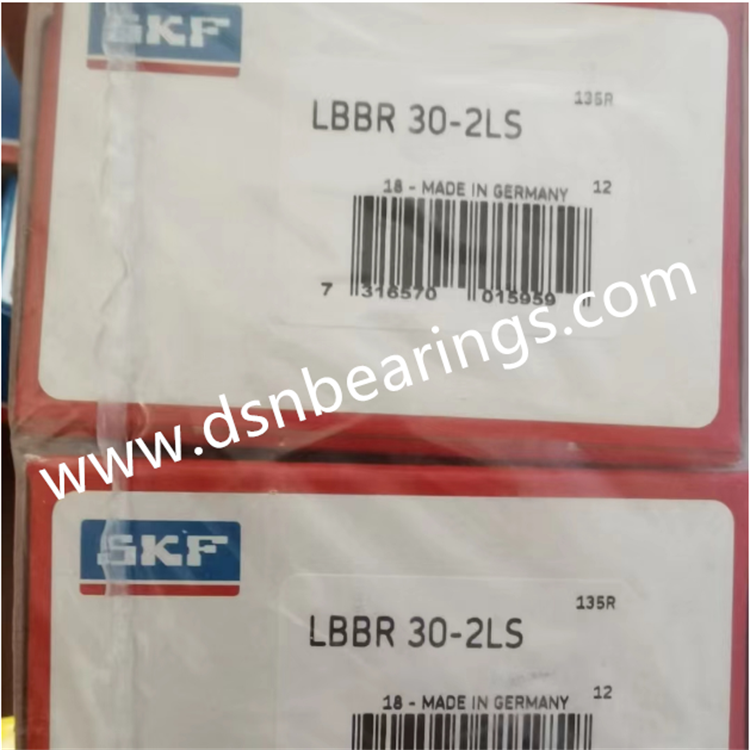 SKF
135R
LBBR 30-2LS
18 - MADE IN GERMANY 12
7 316570 015959
www.dsnbearings.com
SKF
135R
LBBR 30-2LS
18 - MADE IN GERMANY 12